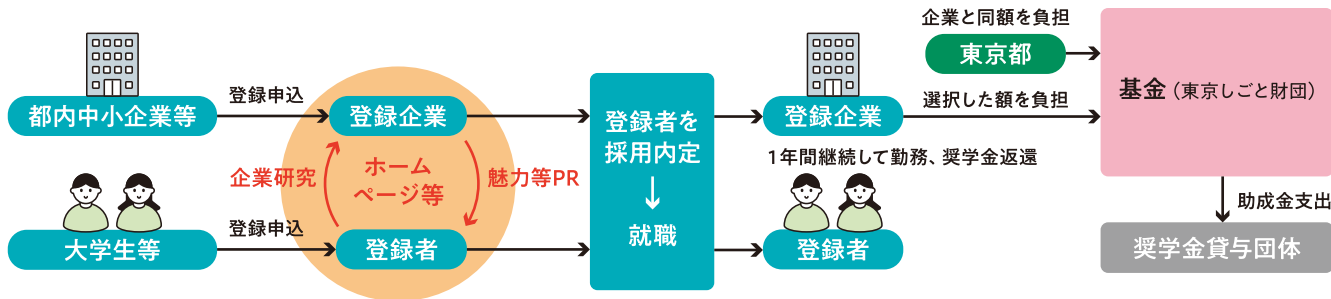 都内中小企業等
登録申込
登録企業
企業研究
ホーム
ページ等
魅力等PR
大学生等
登録申込
登録者
登録者を
採用内定
↓
就職
登録企業
1年間継続して勤務、奨学金返還
登録者
企業と同額を負担
東京都
選択した額を負担
基金（東京しごと財団）
助成金支出
奨学金貸与団体